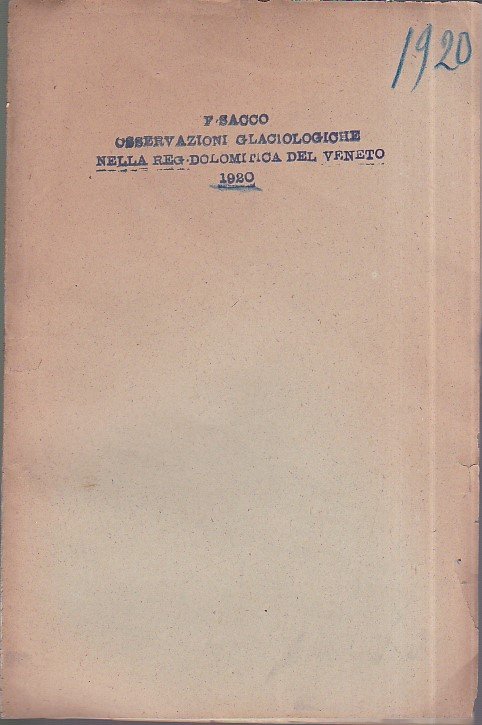 1920
F. SACCO
OSSERVAZIONI GLACIOLOGICHE
NELLA REG. DOLOMITICA DEL VENETO
1920